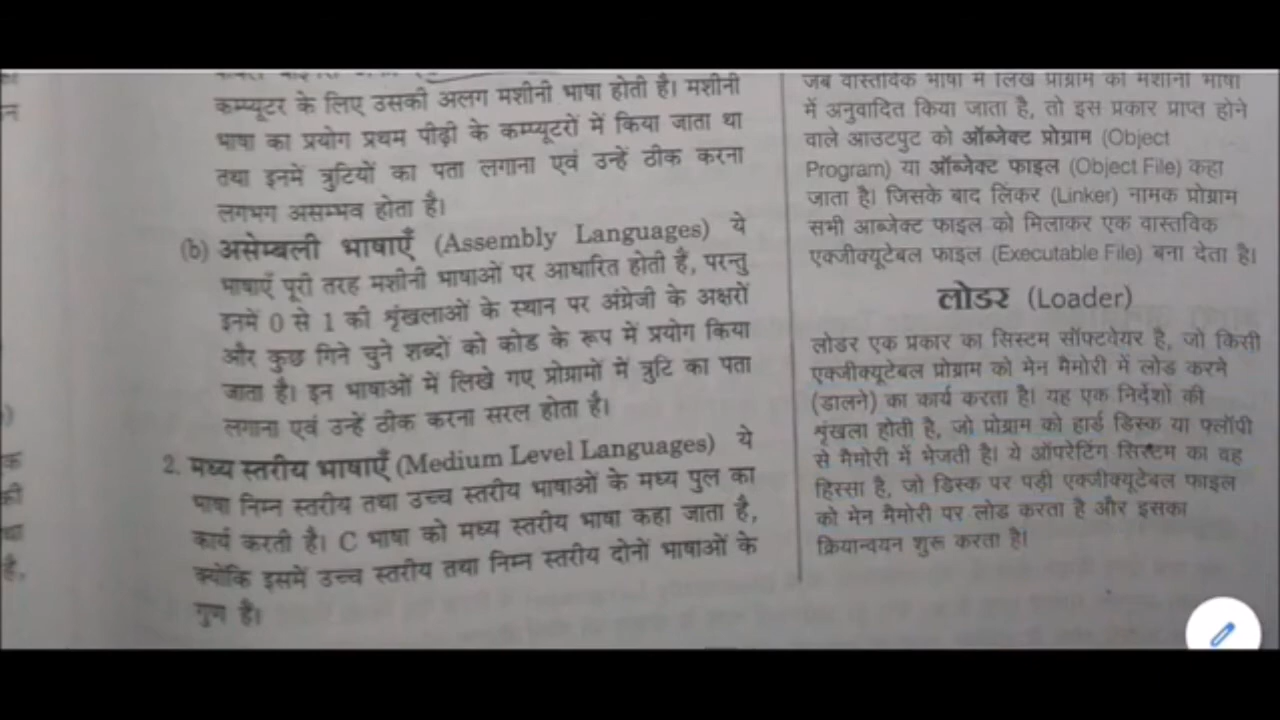 कम्प्यूटर के लिए उसकी अलग मशीनी भाषा होती है। मशीनी
भाषा का प्रयोग प्रथम पीढ़ी के कम्प्यूटरों में किया जाता था
तथा इनमें त्रुटियों का पता लगाना एवं उन्हें ठीक करना
लगभग असम्भव होता है।
(b) असेम्बली भाषाएँ (Assembly Languages) ये
भाषाएँ पूरी तरह मशीनी भाषाओं पर आधारित होती है, परन्तु
इनमें 0 से 1 की शृंखलाओं के स्थान पर अंग्रेजी के अक्षरों
और कुछ गिने चुने शब्दों को कोड के रूप में प्रयोग किया
जाता है। इन भाषाओं में लिखे गए प्रोग्रामों में त्रुटि का पता
लगाना एवं उन्हें ठीक करना सरल होता है।
2. मध्य स्तरीय भाषाएँ (Medium Level Languages) ये
भाषा निम्न स्तरीय तथा उच्च स्तरीय भाषाओं के मध्य पुल का
कार्य करती है। C भाषा को मध्य स्तरीय भाषा कहा जाता है,
क्योंकि इसमें उच्च स्तरीय तथा निम्न स्तरीय दोनों भाषाओं के
गुण है।
जब वास्तविक भाषा में लिखे प्रोग्राम को मशीनी भाषा
में अनुवादित किया जाता है, तो इस प्रकार प्राप्त होने
वाले आउटपुट को ऑब्जेक्ट प्रोग्राम (Object
Program) या ऑब्जेक्ट फाइल (Object File) कहा
जाता है। जिसके बाद लिंकर (Linker) नामक प्रोग्राम
सभी आब्जेक्ट फाइल को मिलाकर एक वास्तविक
एक्जीक्यूटेबल फाइल (Executable File) बना देता है।
लोडर (Loader)
लोडर एक प्रकार का सिस्टम सॉफ्टवेयर है, जो किसी
एक्जीक्यूटेबल प्रोग्राम को मेन मैमोरी में लोड करने
(डालने) का कार्य करता है। यह एक निर्देशों की
शृंखला होती है, जो प्रोग्राम को हार्ड डिस्क या फ्लॉपी
से मैमोरी में भेजती है। ये ऑपरेटिंग सिस्टम का वह
हिस्सा है, जो डिस्क पर पड़ी एक्जीक्यूटेबल फाइल
को मेन मैमोरी पर लोड करता है और इसका
क्रियान्वयन शुरू करता है।